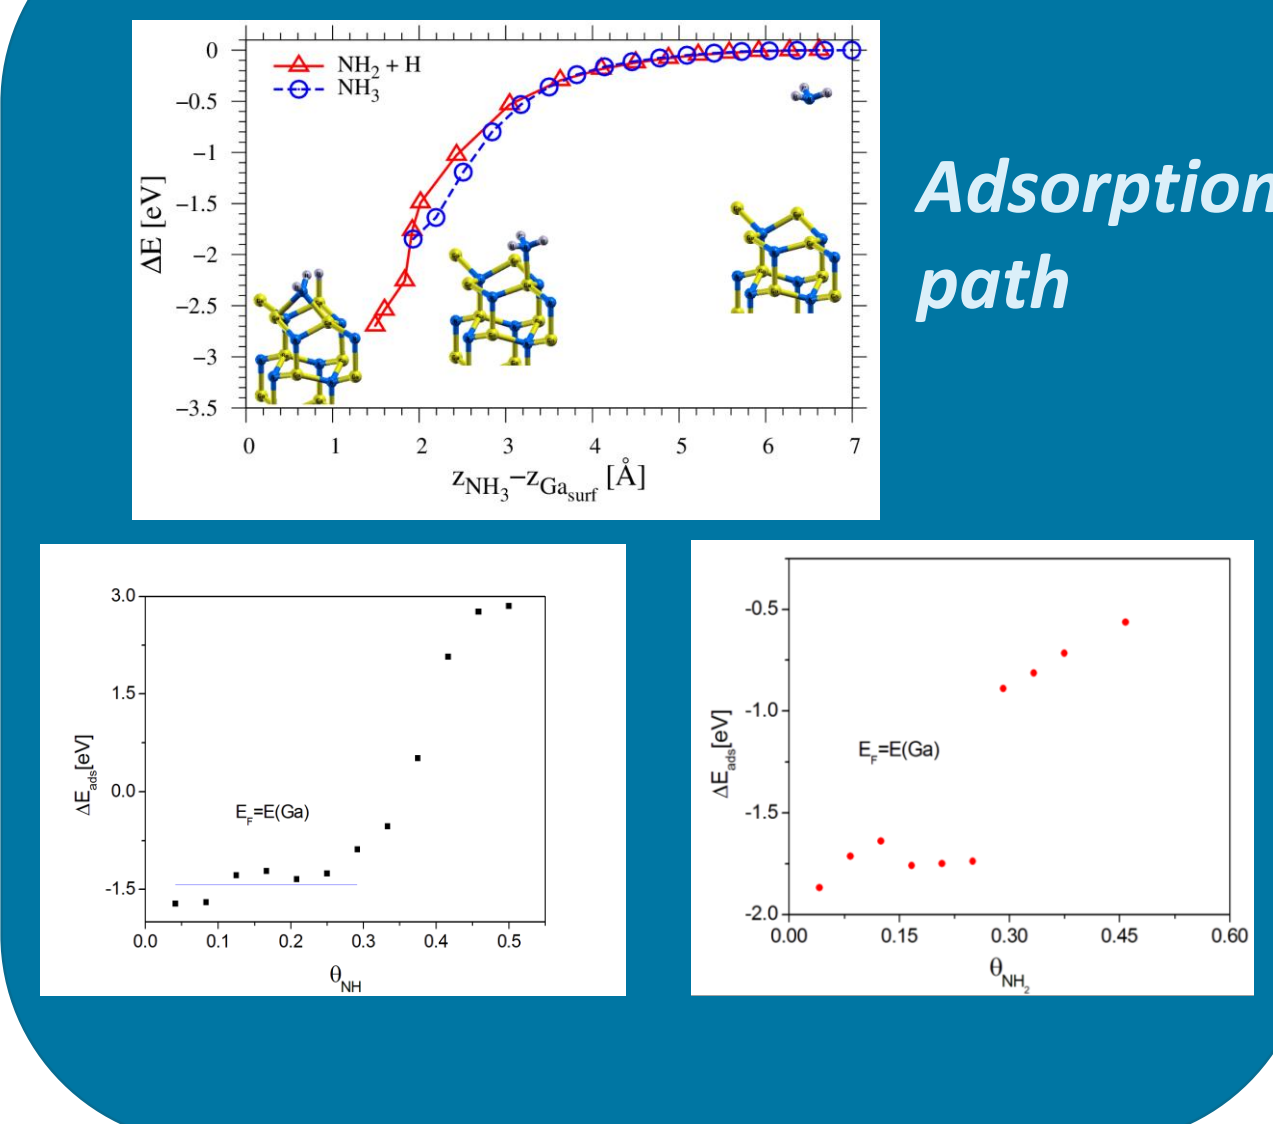 0
−0.5
−1
−1.5
−2
−2.5
−3
−3.5
ΔE [eV]
NH2 + H
NH3
0 1 2 3 4 5 6 7
zNH3−zGasurf [Å]
Adsorption
path
3.0
1.5
0.0
-1.5
ΔEads[eV]
EF=E(Ga)
0.0 0.1 0.2 0.3 0.4 0.5
θNH
-0.5
-1.0
-1.5
-2.0
ΔEads[eV]
EF=E(Ga)
0.00 0.15 0.30 0.45 0.60
θNH2